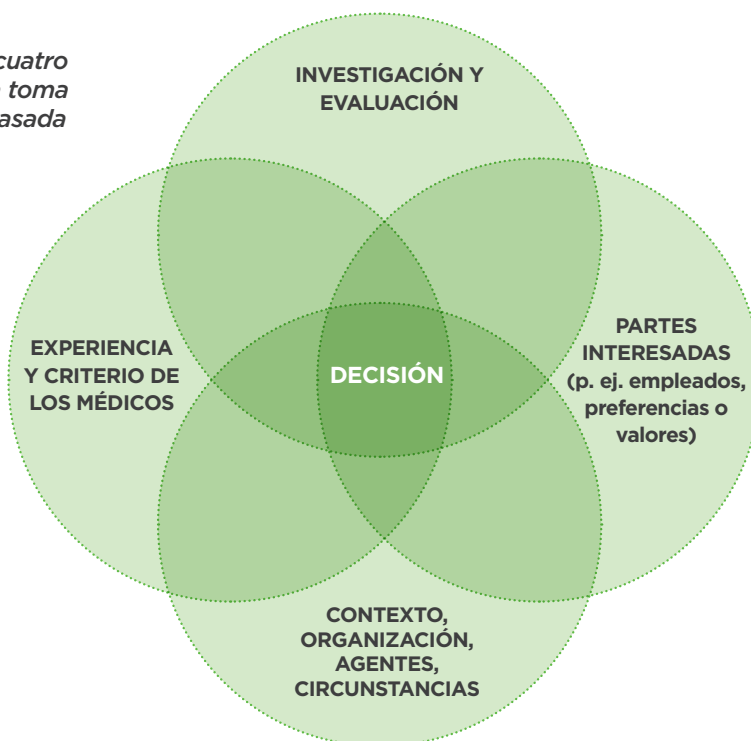 cuatro
toma
asada
INVESTIGACIÓN Y
EVALUACIÓN
EXPERIENCIA
Y CRITERIO DE
LOS MÉDICOS
DECISIÓN
PARTES
INTERESADAS
(p. ej. empleados,
preferencias o
valores)
CONTEXTO,
ORGANIZACIÓN,
AGENTES,
CIRCUNSTANCIAS